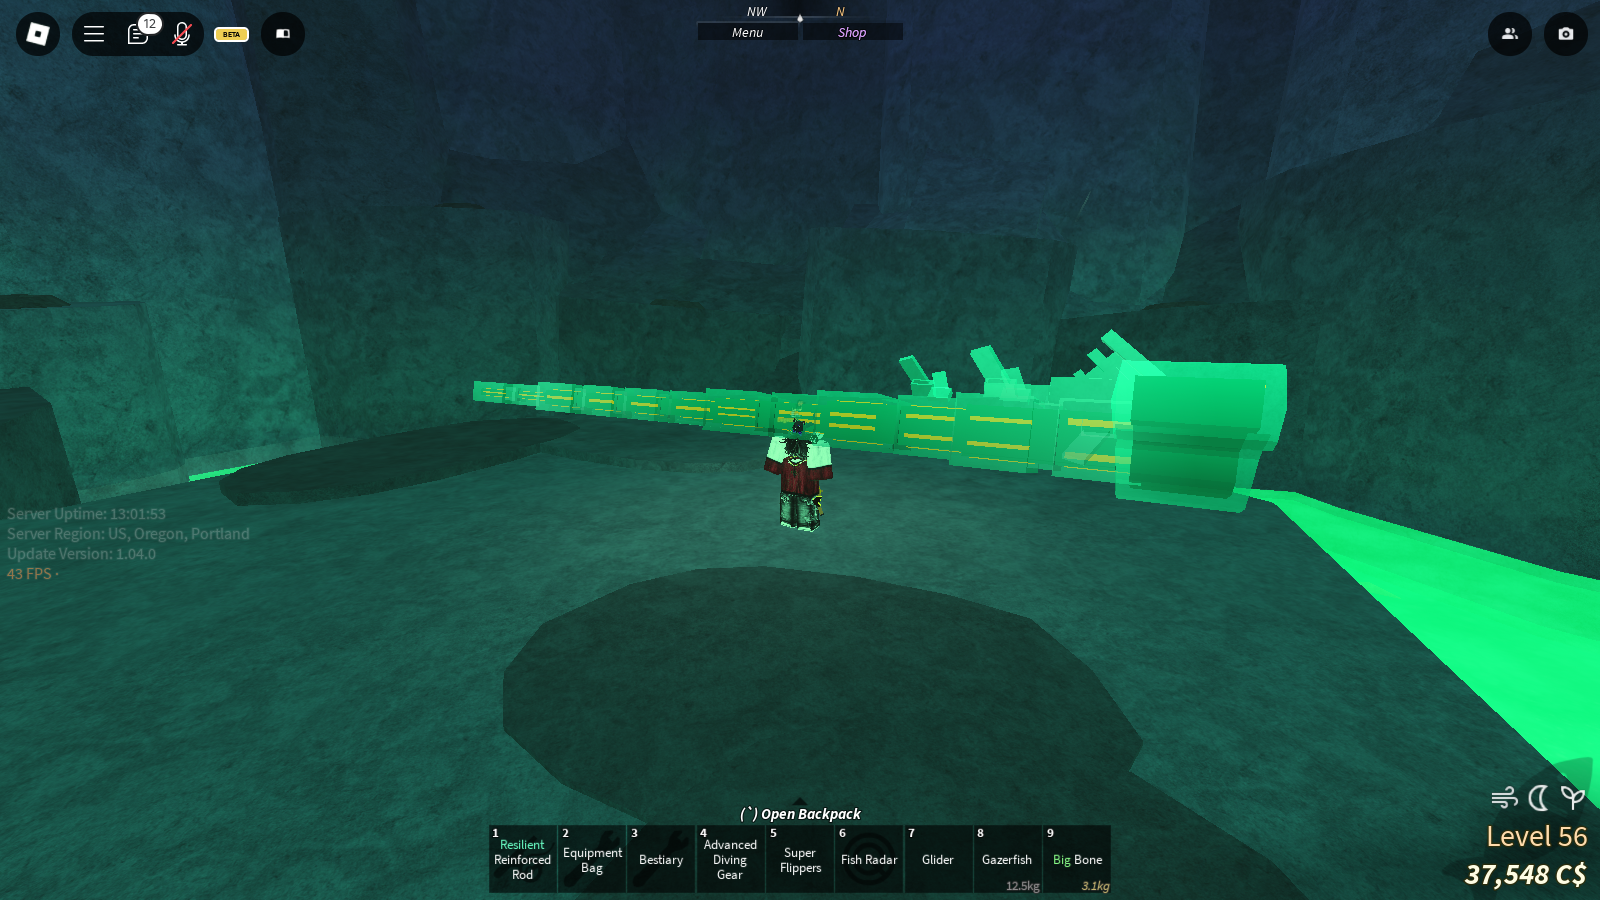 12
BETA
NW
N
Menu
Shop
Server Uptime: 13:01:53
Server Region: US, Oregon, Portland
Update Version: 1.04.0
43 FPS ·
(`) Open Backpack
1
Resilient
Reinforced
Rod
2
Equipment
Bag
3
Bestiary
4
Advanced
Diving
Gear
5
Super
Flippers
6
Fish Radar
7
Glider
8
Gazerfish
12.5kg
9
Big Bone
3.1kg
Level 56
37,548 C$